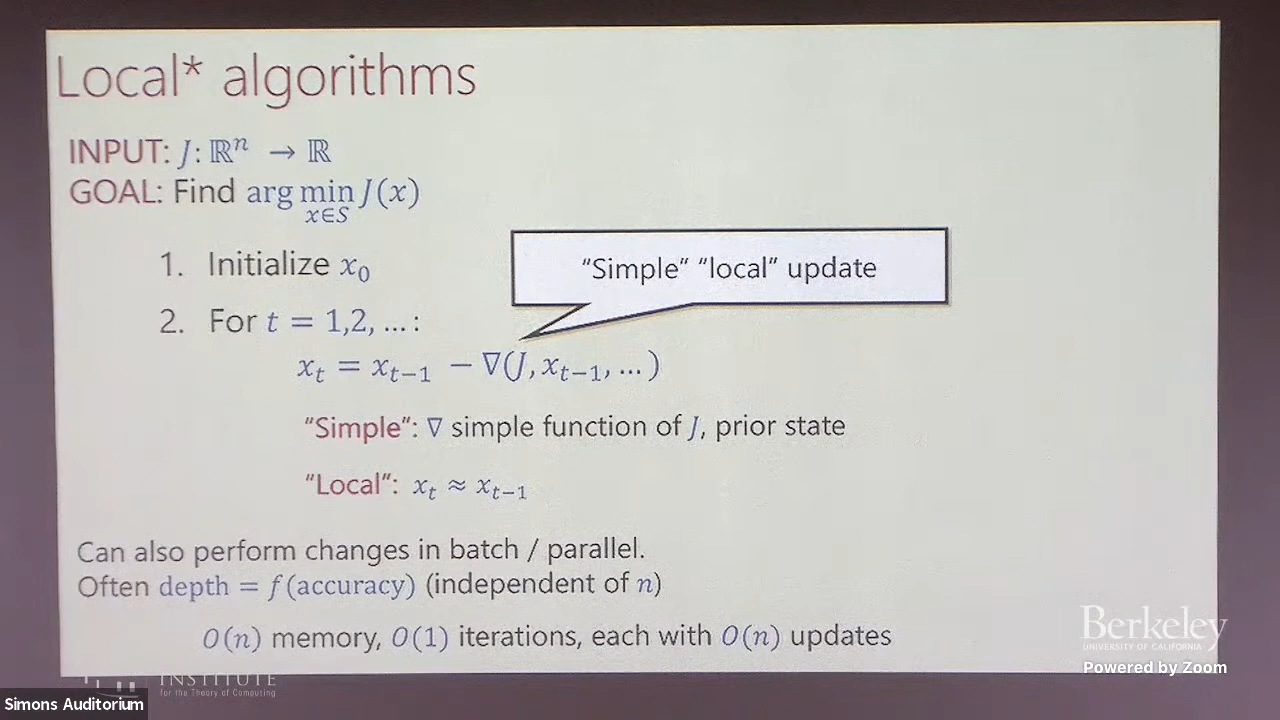 Local* algorithms
INPUT: J: ℝⁿ → ℝ
GOAL: Find arg min J(x)
x∈S
1. Initialize x₀
"Simple" "local" update
2. For t = 1,2, …:
xₜ = xₜ₋₁ − ∇(J, xₜ₋₁, …)
"Simple": ∇ simple function of J, prior state
"Local": xₜ ≈ xₜ₋₁
Can also perform changes in batch / parallel.
Often depth = f(accuracy) (independent of n)
O(n) memory, O(1) iterations, each with O(n) updates
Berkeley
UNIVERSITY OF CALIFORNIA
Powered by Zoom
INSTITUTE
for the Theory of Computing
Simons Auditorium